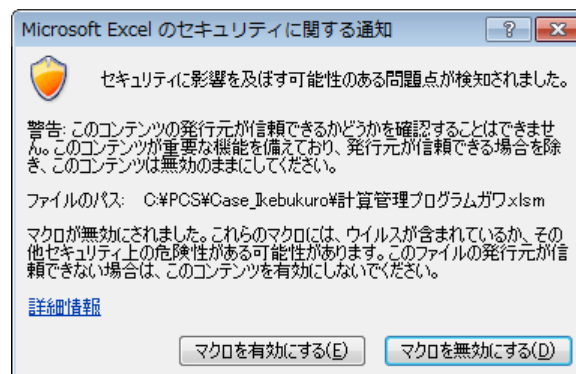 Microsoft Excel のセキュリティに関する通知
セキュリティに影響を及ぼす可能性のある問題点が検知されました。
警告: このコンテンツの発行元が信頼できるかどうかを確認することはできませ
ん。このコンテンツが重要な機能を備えており、発行元が信頼できる場合を除
き、このコンテンツは無効のままにしてください。
ファイルのパス: C:¥PCS¥Case_Ikebukuro¥計算管理プログラムガワ.xlsm
マクロが無効にされました。これらのマクロには、ウイルスが含まれているか、その
他セキュリティ上の危険性がある可能性があります。このファイルの発行元が信
頼できない場合は、このコンテンツを有効にしないでください。
詳細情報
マクロを有効にする(E) マクロを無効にする(D)